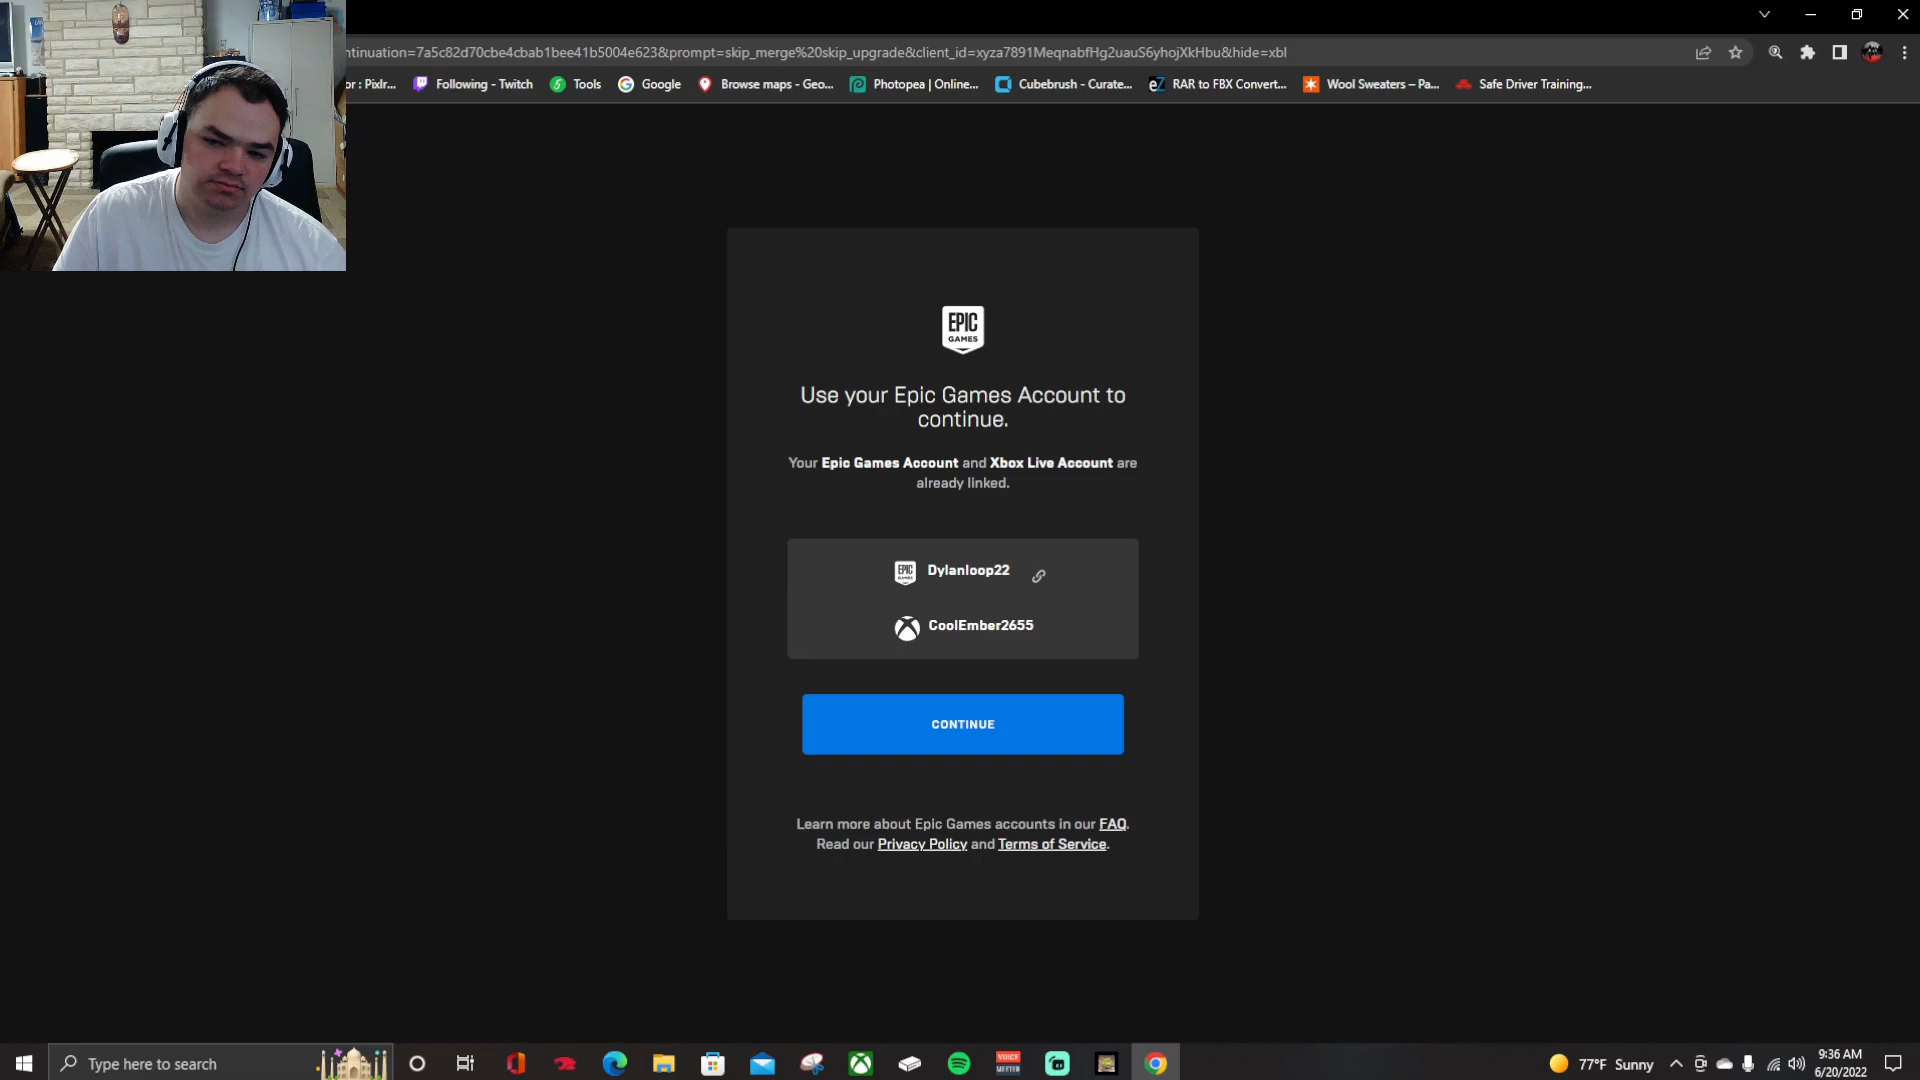 ntinuation=7a5c82d70cbe4cbab1bee41b5004e623&prompt=skip_merge%20skip_upgrade&client_id=xyza7891MeqnabfHg2uauS6yhojXkHbu&hide=xbl
or : Pixlr... Following - Twitch Tools Google Browse maps - Geo... Photopea | Online... Cubebrush - Curate... RAR to FBX Convert... Wool Sweaters – Pa... Safe Driver Training...
EPIC
GAMES
Use your Epic Games Account to
continue.
Your Epic Games Account and Xbox Live Account are
already linked.
EPIC
GAMES
Dylanloop22
CoolEmber2655
CONTINUE
Learn more about Epic Games accounts in our FAQ.
Read our Privacy Policy and Terms of Service.
Type here to search
VOICE
MEETER
77°F Sunny
9:36 AM
6/20/2022